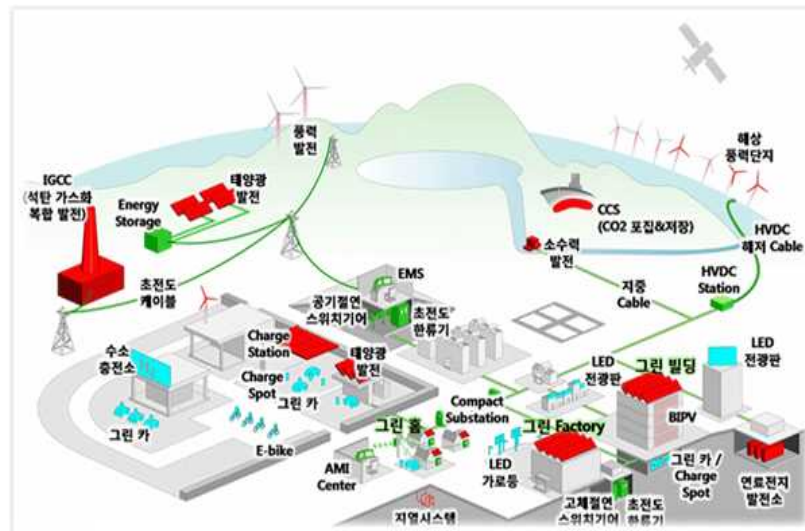 풍력
발전
해상
풍력단지
IGCC
(석탄 가스화
복합 발전)
Energy
Storage
태양광
발전
CCS
(CO2 포집&저장)
소수력
발전
HVDC
해저 Cable
HVDC
Station
지중
Cable
초전도
케이블
EMS
공기절연
스위치기어
초전도
한류기
수소
충전소
Charge
Station
Charge
Spot
태양광
발전
그린 카
그린 카
E-bike
LED
전광판
그린 빌딩
LED
전광판
Compact
Substation
BIPV
그린 홈
그린 Factory
AMI
Center
LED
가로등
그린 카 /
Charge
Spot
연료전지
발전소
지열시스템
고체절연
스위치기어
초전도
한류기